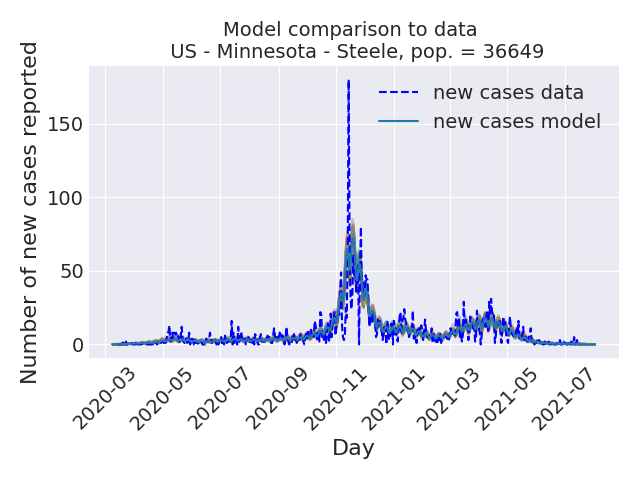 Model comparison to data
US - Minnesota - Steele, pop. = 36649
new cases data
new cases model
Number of new cases reported
150
100
50
0
2020-03
2020-05
2020-07
2020-09
2020-11
2021-01
2021-03
2021-05
2021-07
Day